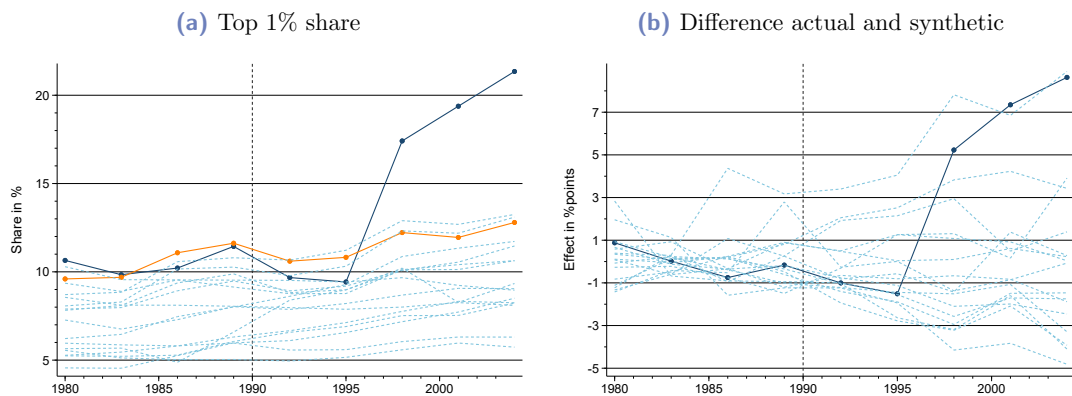 (a) Top 1% share
Share in %
20
15
10
5
1980 1985 1990 1995 2000
(b) Difference actual and synthetic
Effect in %points
7
5
3
1
-1
-3
-5
1980 1985 1990 1995 2000